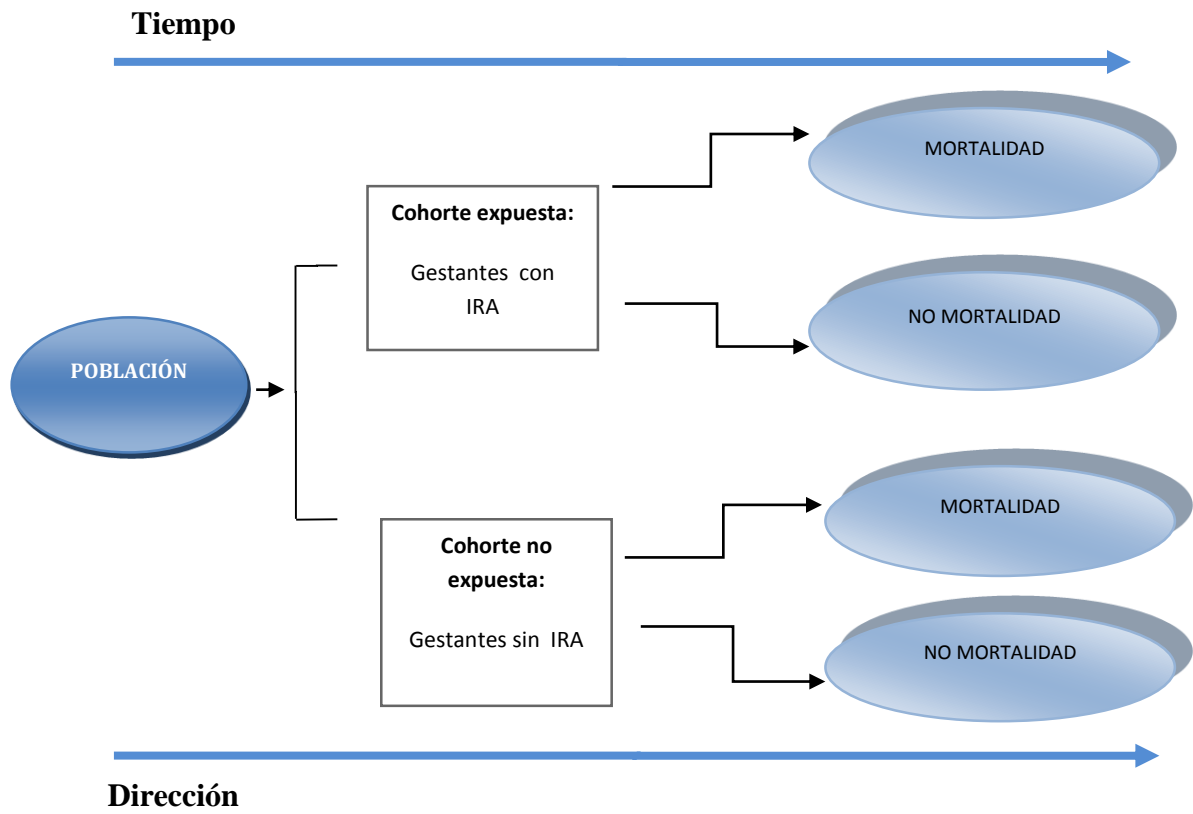 Tiempo
MORTALIDAD
Cohorte expuesta:
Gestantes con
IRA
NO MORTALIDAD
POBLACIÓN
MORTALIDAD
Cohorte no
expuesta:
Gestantes sin IRA
NO MORTALIDAD
Dirección